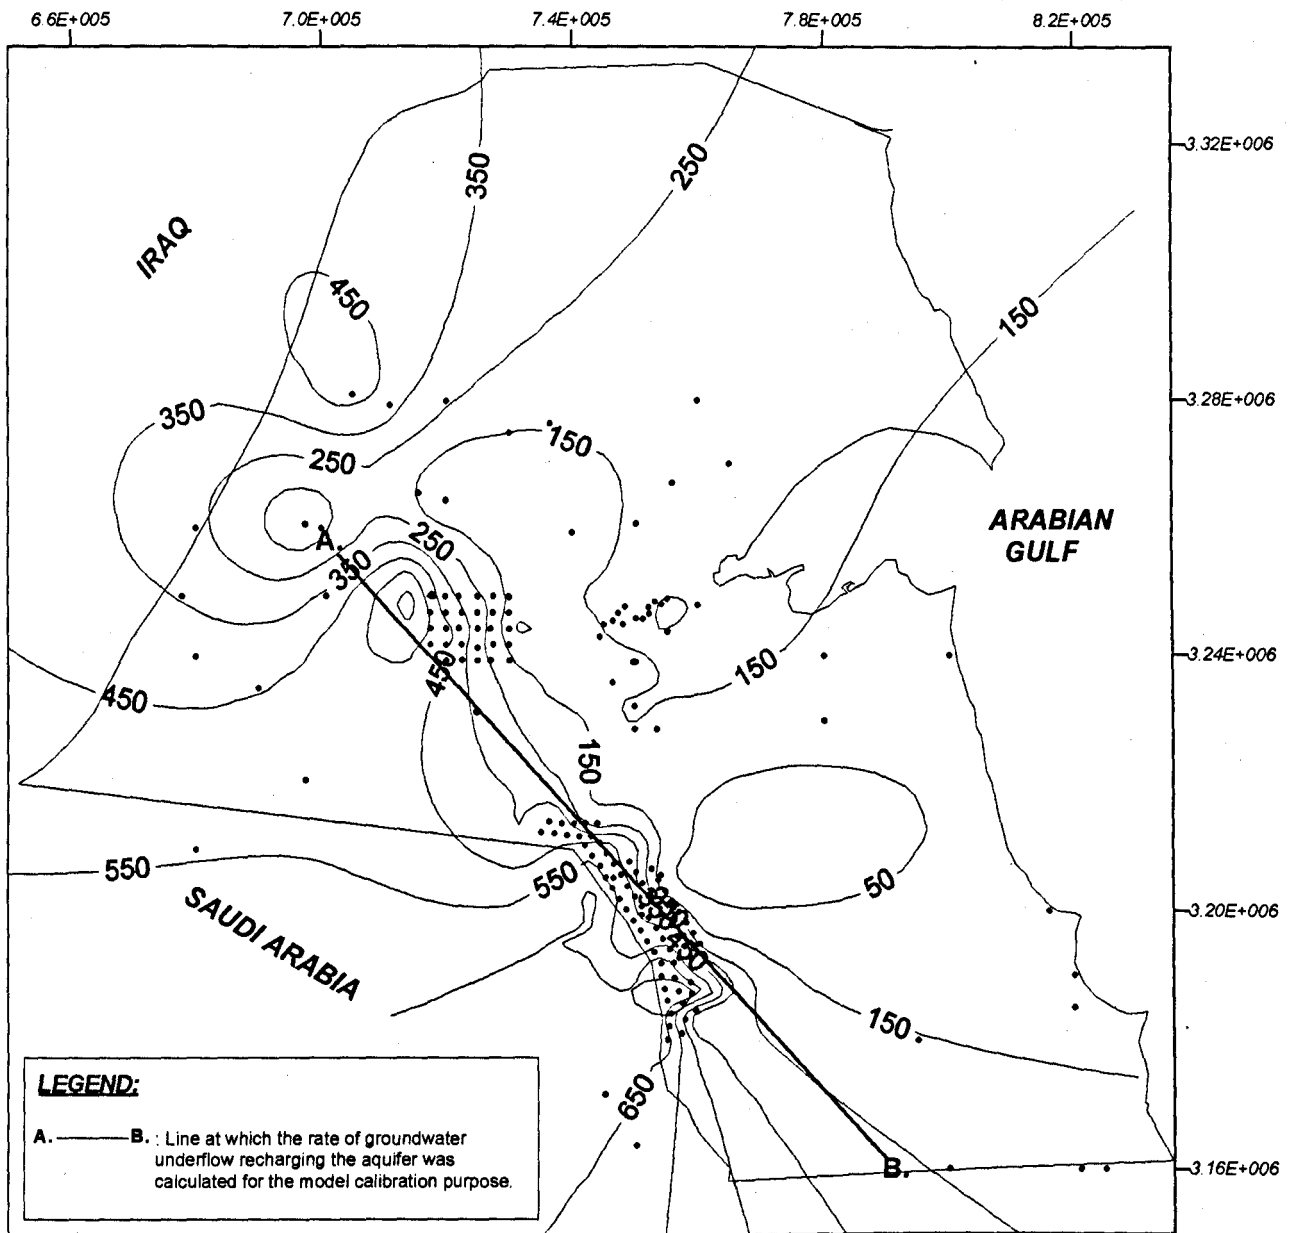 6.6E+005 7.0E+005 7.4E+005 7.8E+005 8.2E+005
3.32E+006
350
250
IRAQ
450
150
3.28E+006
350
150
250
ARABIAN
GULF
A.
250
350
150
3.24E+006
450
450
150
550
550
50
SAUDI ARABIA
3.20E+006
450
150
650
LEGEND:
A. B. : Line at which the rate of groundwater
underflow recharging the aquifer was
calculated for the model calibration purpose.
B.
3.16E+006